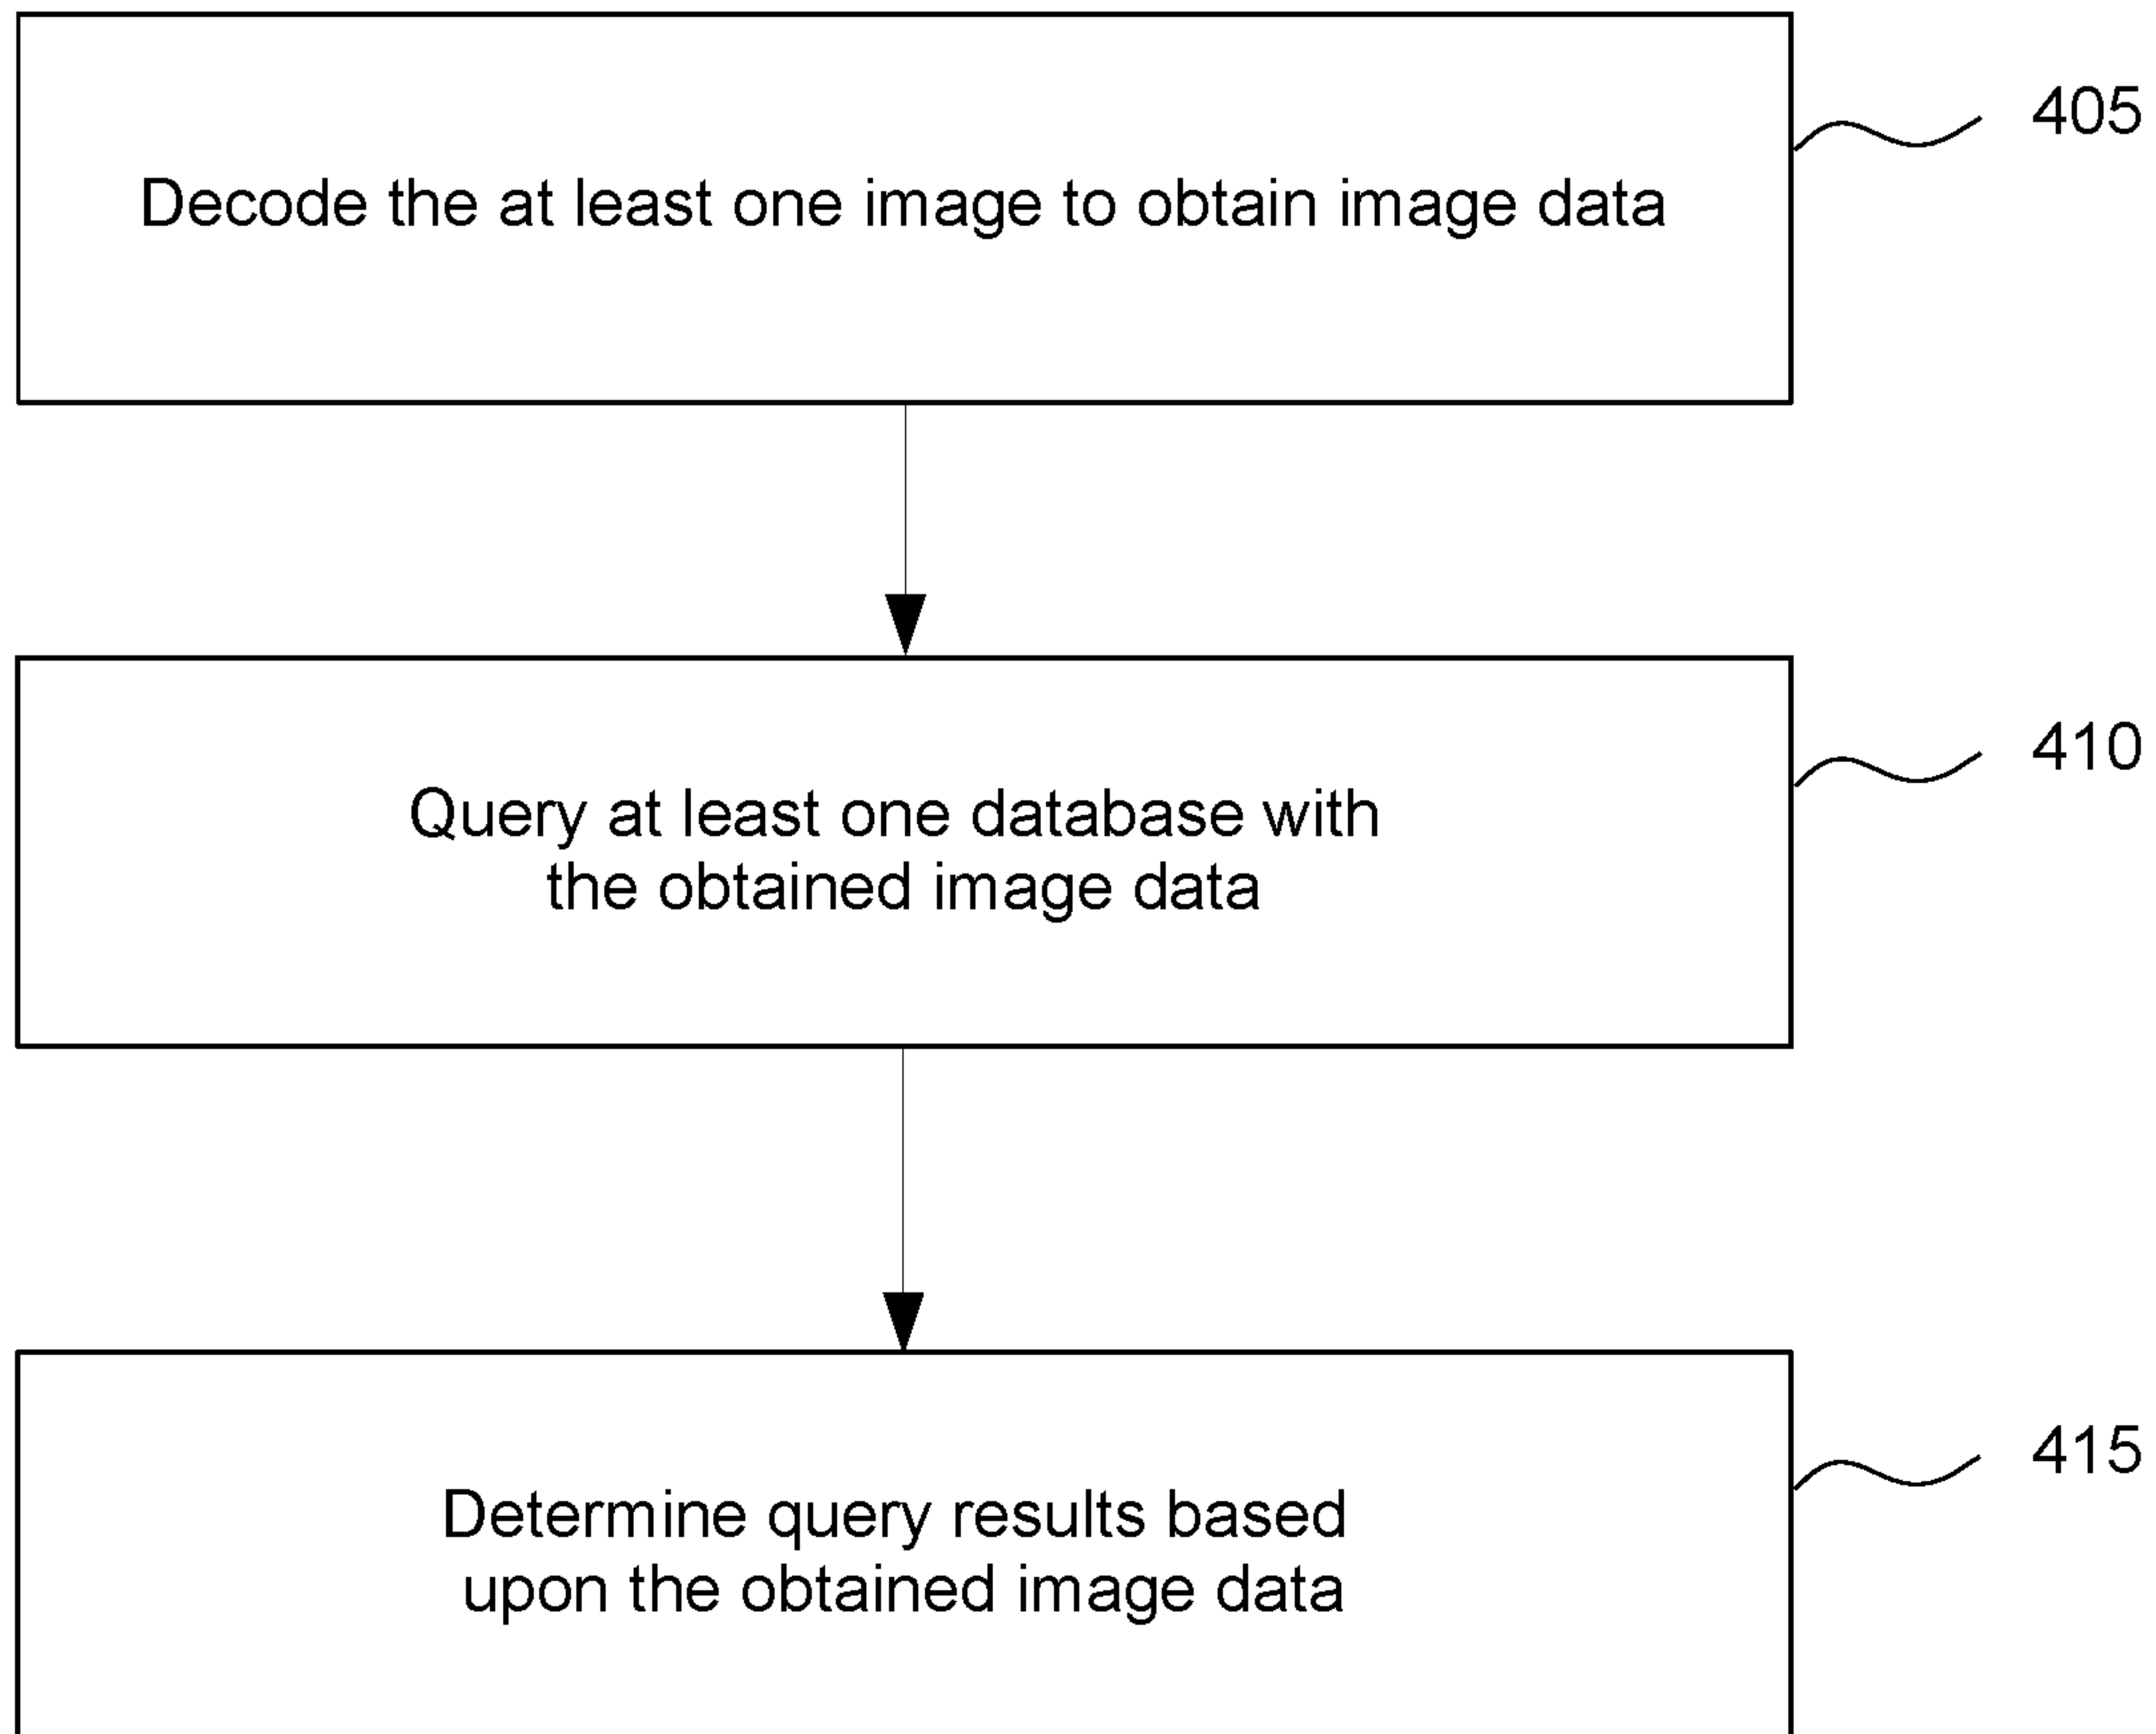 405
Decode the at least one image to obtain image data
410
Query at least one database with
the obtained image data
415
Determine query results based
upon the obtained image data